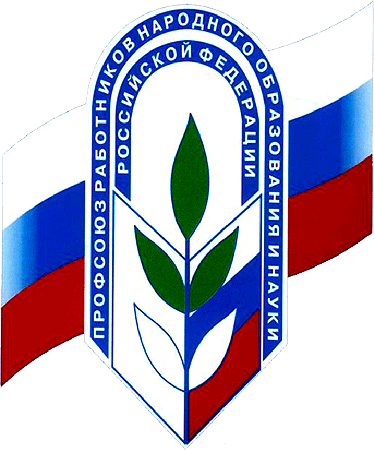 ПРОФСОЮЗ РАБОТНИКОВ НАРОДНОГО ОБРАЗОВАНИЯ И НАУКИ
РОССИЙСКОЙ ФЕДЕРАЦИИ